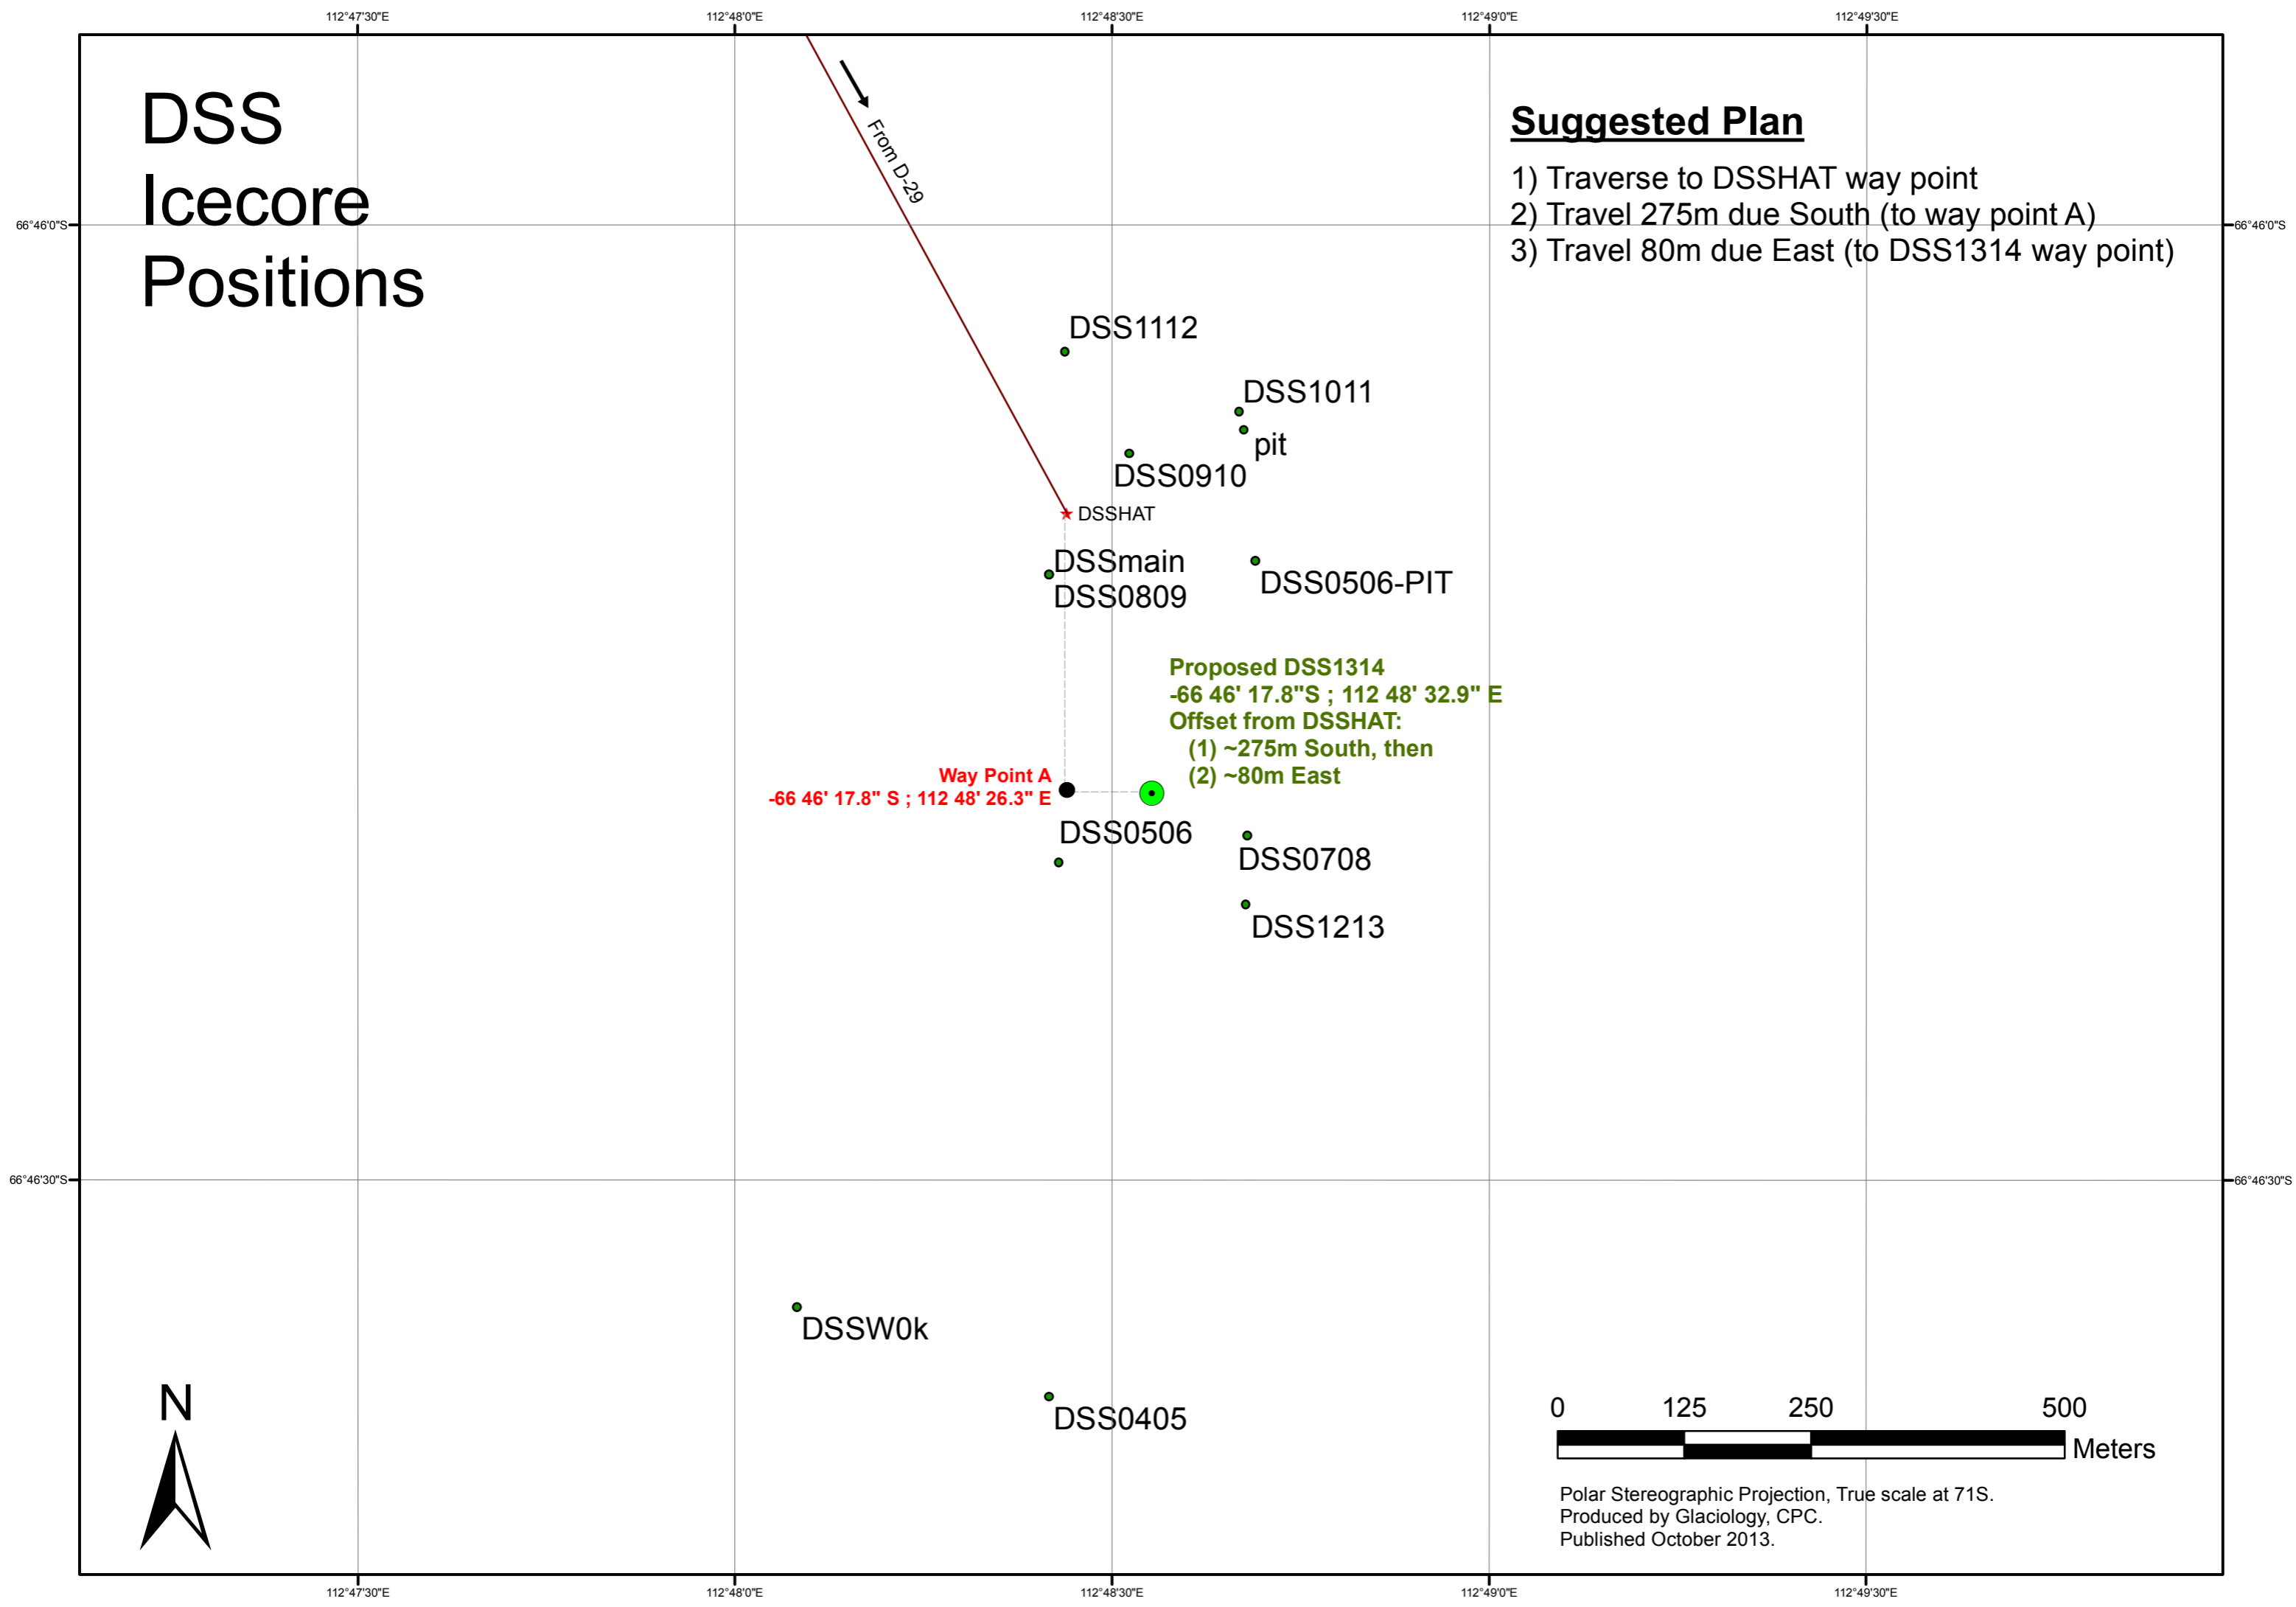 112°47'30"E
112°48'0"E
112°48'30"E
112°49'0"E
112°49'30"E
DSS
Icecore
Positions
From D-29
Suggested Plan
1) Traverse to DSSHAT way point
2) Travel 275m due South (to way point A)
3) Travel 80m due East (to DSS1314 way point)
66°46'0"S
66°46'0"S
DSS1112
DSS1011
pit
DSS0910
DSSHAT
DSSmain
DSS0809
DSS0506-PIT
Proposed DSS1314
-66 46' 17.8"S ; 112 48' 32.9" E
Offset from DSSHAT:
(1) ~275m South, then
(2) ~80m East
Way Point A
-66 46' 17.8" S ; 112 48' 26.3" E
DSS0506
DSS0708
DSS1213
66°46'30"S
66°46'30"S
DSSW0k
DSS0405
N
0 125 250 500
Meters
Polar Stereographic Projection, True scale at 71S.
Produced by Glaciology, CPC.
Published October 2013.
112°47'30"E
112°48'0"E
112°48'30"E
112°49'0"E
112°49'30"E